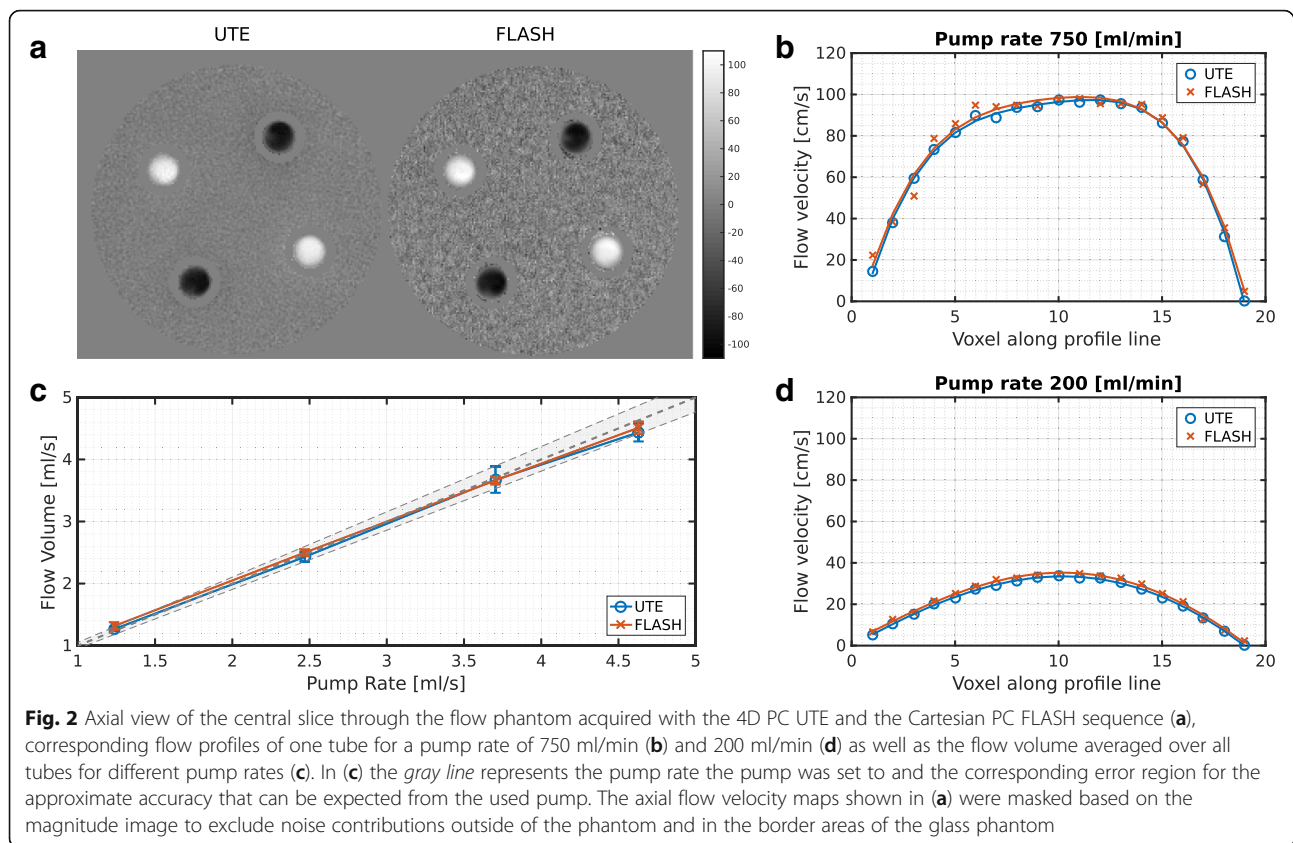 a
UTE
FLASH
100
80
60
40
20
0
-20
-40
-60
-80
-100
b
Pump rate 750 [ml/min]
120
100
80
60
40
20
0
Flow velocity [cm/s]
UTE
FLASH
0 5 10 15 20
Voxel along profile line
c
5
4
3
2
1
Flow Volume [ml/s]
UTE
FLASH
1 1.5 2 2.5 3 3.5 4 4.5 5
Pump Rate [ml/s]
d
Pump rate 200 [ml/min]
120
100
80
60
40
20
0
Flow velocity [cm/s]
UTE
FLASH
0 5 10 15 20
Voxel along profile line
Fig. 2 Axial view of the central slice through the flow phantom acquired with the 4D PC UTE and the Cartesian PC FLASH sequence (a),
corresponding flow profiles of one tube for a pump rate of 750 ml/min (b) and 200 ml/min (d) as well as the flow volume averaged over all
tubes for different pump rates (c). In (c) the gray line represents the pump rate the pump was set to and the corresponding error region for the
approximate accuracy that can be expected from the used pump. The axial flow velocity maps shown in (a) were masked based on the
magnitude image to exclude noise contributions outside of the phantom and in the border areas of the glass phantom